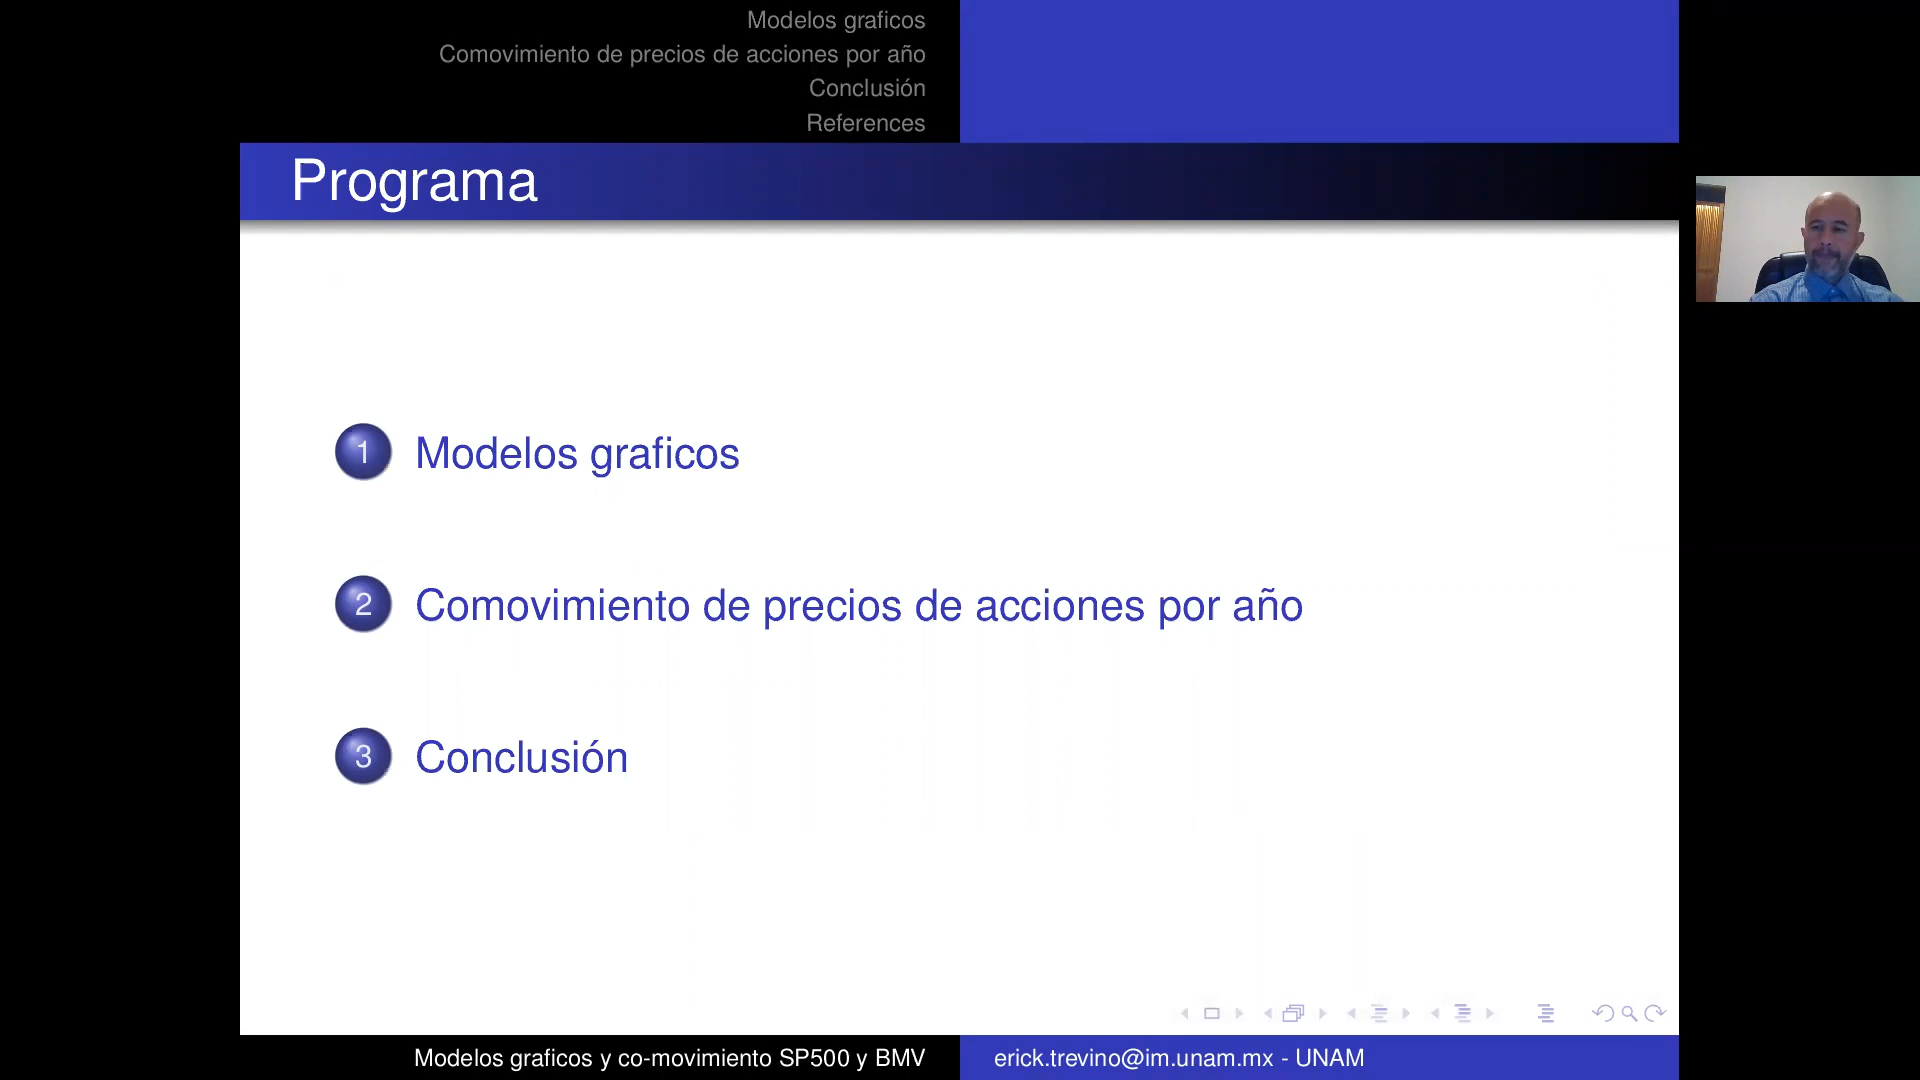 Modelos graficos
Comovimiento de precios de acciones por año
Conclusión
References
Programa
1 Modelos graficos
2 Comovimiento de precios de acciones por año
3 Conclusión
Modelos graficos y co-movimiento SP500 y BMV
erick.trevino@im.unam.mx - UNAM